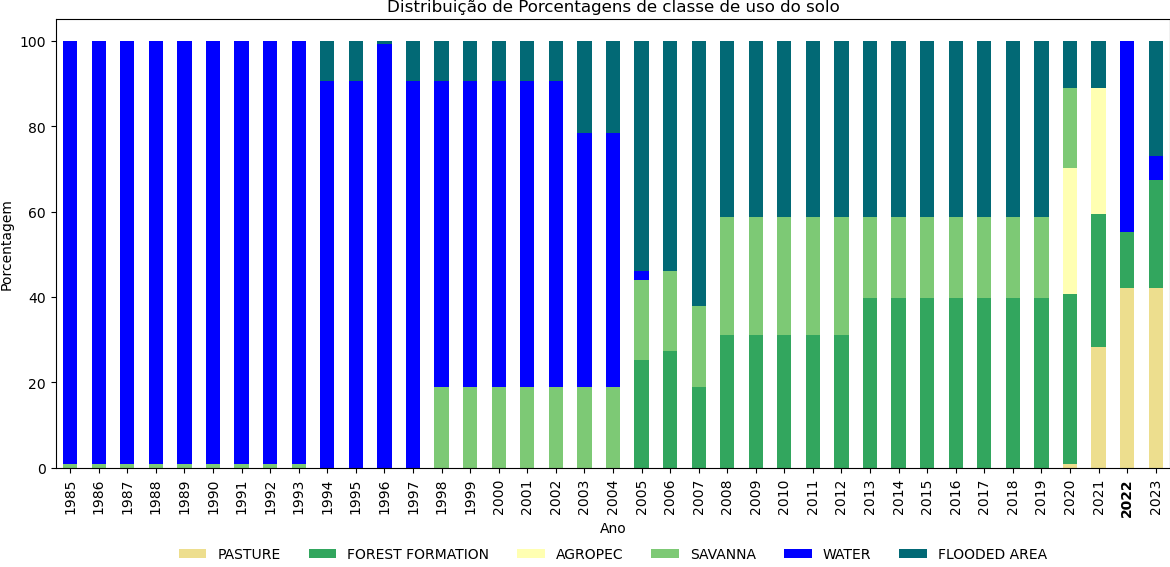 Distribuição de Porcentagens de classe de uso do solo
100
80
60
40
20
0
Porcentagem
1985 1986 1987 1988 1989 1990 1991 1992 1993 1994 1995 1996 1997 1998 1999 2000 2001 2002 2003 2004 2005 2006 2007 2008 2009 2010 2011 2012 2013 2014 2015 2016 2017 2018 2019 2020 2021 2022 2023
Ano
PASTURE FOREST FORMATION AGROPEC SAVANNA WATER FLOODED AREA